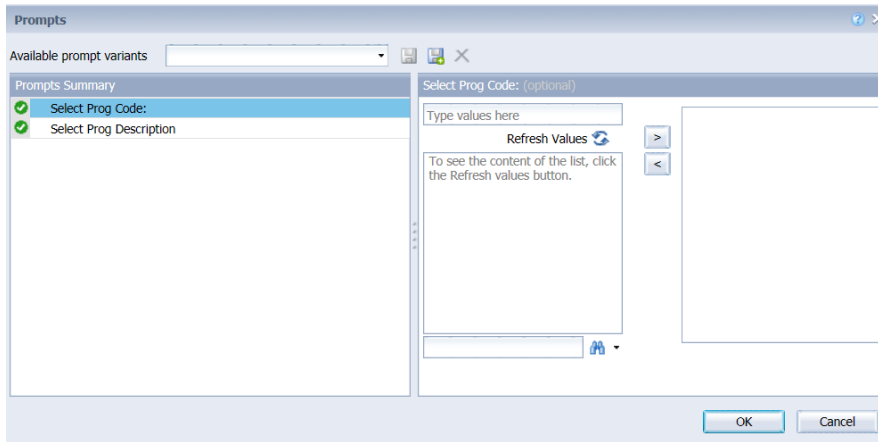 Prompts
Available prompt variants
Prompts Summary
Select Prog Code:
Select Prog Description
Select Prog Code: (optional)
Type values here
Refresh Values
To see the content of the list, click
the Refresh values button.
>
<
OK
Cancel